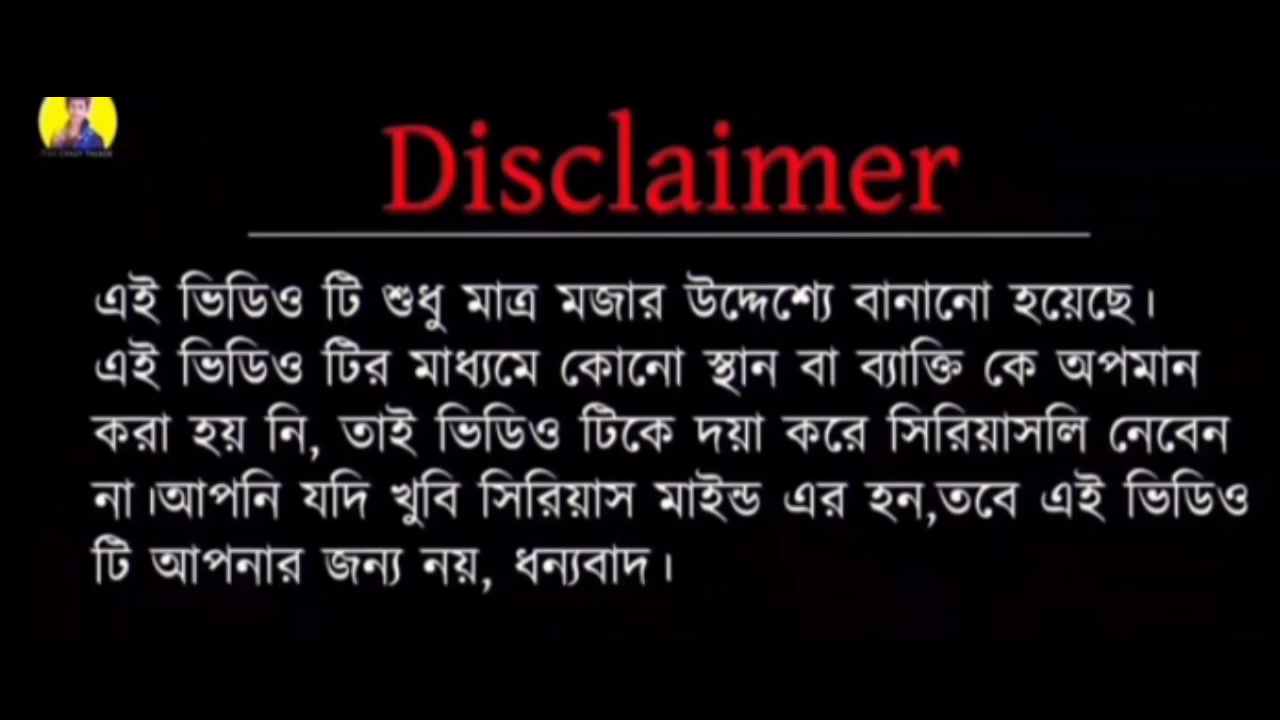 Disclaimer
এই ভিডিও টি শুধু মাত্র মজার উদ্দেশ্যে বানানো হয়েছে।
এই ভিডিও টির মাধ্যমে কোনো স্থান বা ব্যাক্তি কে অপমান
করা হয় নি, তাই ভিডিও টিকে দয়া করে সিরিয়াসলি নেবেন
না।আপনি যদি খুবি সিরিয়াস মাইন্ড এর হন,তবে এই ভিডিও
টি আপনার জন্য নয়, ধন্যবাদ।